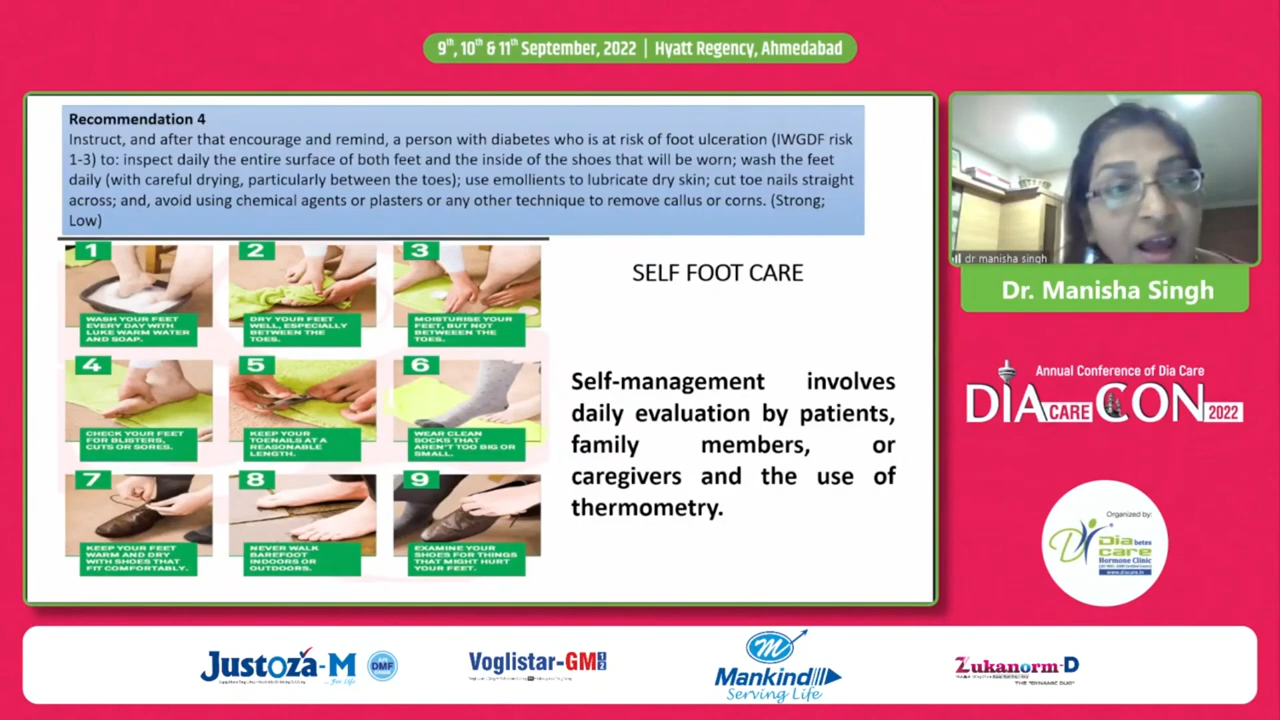 9th, 10th & 11th September, 2022 | Hyatt Regency, Ahmedabad
Recommendation 4
Instruct, and after that encourage and remind, a person with diabetes who is at risk of foot ulceration (IWGDF risk
1-3) to: inspect daily the entire surface of both feet and the inside of the shoes that will be worn; wash the feet
daily (with careful drying, particularly between the toes); use emollients to lubricate dry skin; cut toe nails straight
across; and, avoid using chemical agents or plasters or any other technique to remove callus or corns. (Strong;
Low)
1
WASH YOUR FEET
EVERY DAY WITH
LUKE WARM WATER
AND SOAP.
2
DRY YOUR FEET
WELL, ESPECIALLY
BETWEEN THE
TOES.
3
MOISTURISE YOUR
FEET, BUT NOT
BETWEEEN THE
TOES.
4
CHECK YOUR FEET
FOR BLISTERS,
CUTS OR SORES.
5
KEEP YOUR
TOENAILS AT A
REASONABLE
LENGTH.
6
WEAR CLEAN
SOCKS THAT
AREN'T TOO BIG OR
SMALL.
7
KEEP YOUR FEET
WARM AND DRY
WITH SHOES THAT
FIT COMFORTABLY.
8
NEVER WALK
BAREFOOT
INDOORS OR
OUTDOORS.
9
EXAMINE YOUR
SHOES FOR THINGS
THAT MIGHT HURT
YOUR FEET.
SELF FOOT CARE
Self-management involves
daily evaluation by patients,
family members, or
caregivers and the use of
thermometry.
dr manisha singh
Dr. Manisha Singh
Annual Conference of Dia Care
DIA CARE CON 2022
Organized by:
Diabetes
care
Hormone Clinic
www.diacare.in
Justoza-M
...for Life
DMF
Voglistar-GM
Mankind
Serving Life
Zukanorm-D
THE "DYNAMIC DUO"